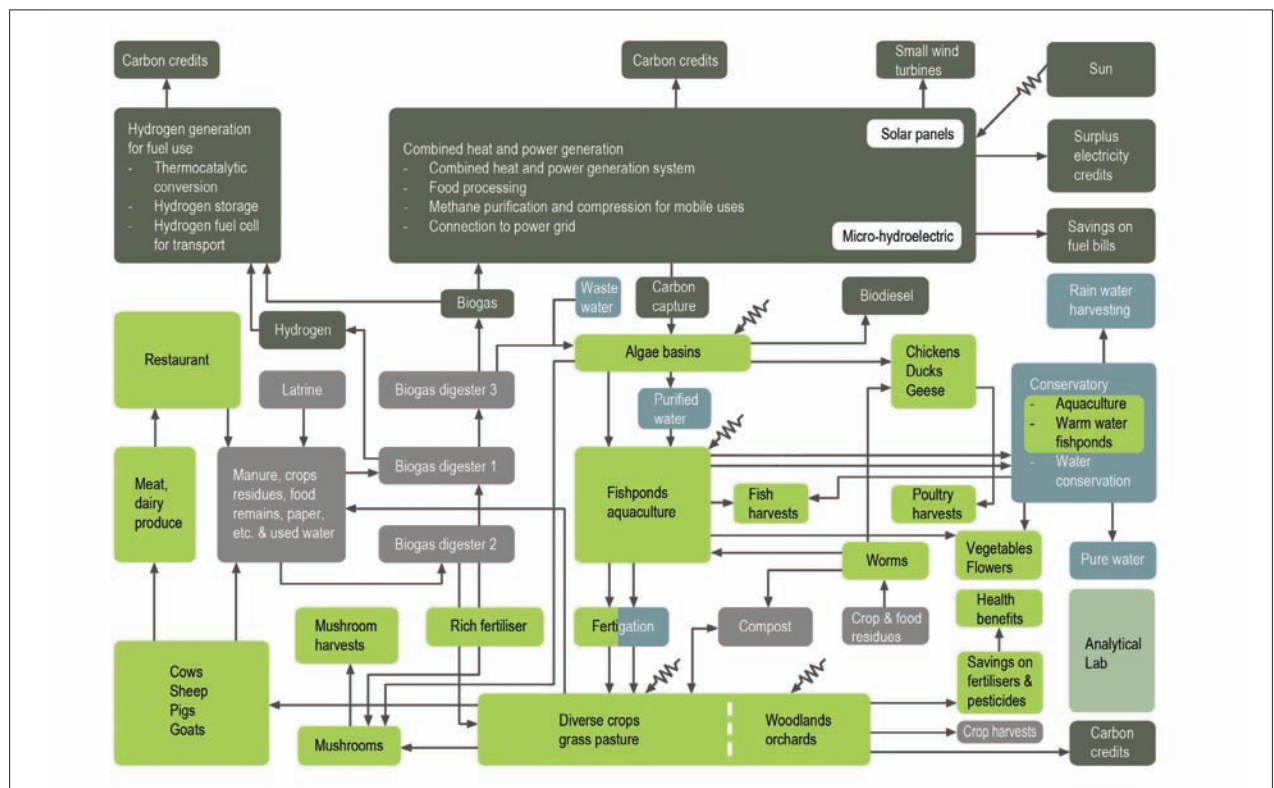 Carbon credits
Carbon credits
Small wind
turbines
Sun
Hydrogen generation
for fuel use
- Thermocatalytic
conversion
- Hydrogen storage
- Hydrogen fuel cell
for transport
Combined heat and power generation
- Combined heat and power generation system
- Food processing
- Methane purification and compression for mobile uses
- Connection to power grid
Solar panels
Micro-hydroelectric
Surplus
electricity
credits
Savings on
fuel bills
Biogas
Waste
water
Carbon
capture
Biodiesel
Rain water
harvesting
Hydrogen
Restaurant
Algae basins
Chickens
Ducks
Geese
Latrine
Biogas digester 3
Purified
water
Conservatory
- Aquaculture
- Warm water
fishponds
- Water
conservation
Meat,
dairy
produce
Manure, crops
residues, food
remains, paper,
etc. & used water
Biogas digester 1
Fishponds
aquaculture
Fish
harvests
Poultry
harvests
Biogas digester 2
Worms
Vegetables
Flowers
Pure water
Mushroom
harvests
Rich fertiliser
Fertigation
Compost
Crop & food
residues
Health
benefits
Analytical
Lab
Cows
Sheep
Pigs
Goats
Savings on
fertilisers &
pesticides
Mushrooms
Diverse crops
grass pasture
Woodlands
orchards
Crop harvests
Carbon
credits